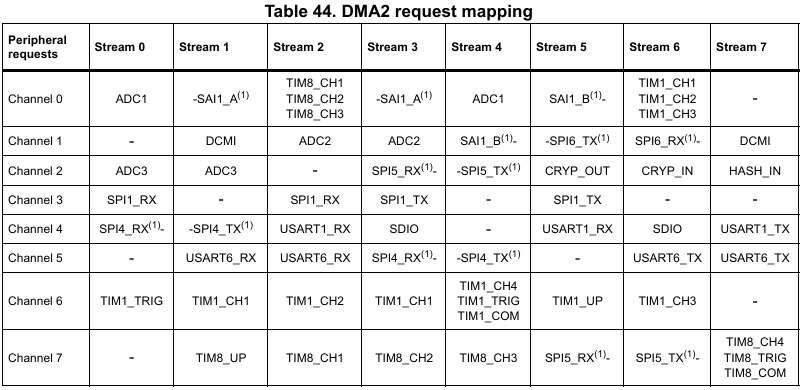 Table 44. DMA2 request mapping
Peripheral requests | Stream 0 | Stream 1 | Stream 2 | Stream 3 | Stream 4 | Stream 5 | Stream 6 | Stream 7
Channel 0 | ADC1 | -SAI1_A(1) | TIM8_CH1 TIM8_CH2 TIM8_CH3 | -SAI1_A(1) | ADC1 | SAI1_B(1)- | TIM1_CH1 TIM1_CH2 TIM1_CH3 | -
Channel 1 | - | DCMI | ADC2 | ADC2 | SAI1_B(1)- | -SPI6_TX(1) | SPI6_RX(1)- | DCMI
Channel 2 | ADC3 | ADC3 | - | SPI5_RX(1)- | -SPI5_TX(1) | CRYP_OUT | CRYP_IN | HASH_IN
Channel 3 | SPI1_RX | - | SPI1_RX | SPI1_TX | - | SPI1_TX | - | -
Channel 4 | SPI4_RX(1)- | -SPI4_TX(1) | USART1_RX | SDIO | - | USART1_RX | SDIO | USART1_TX
Channel 5 | - | USART6_RX | USART6_RX | SPI4_RX(1)- | -SPI4_TX(1) | - | USART6_TX | USART6_TX
Channel 6 | TIM1_TRIG | TIM1_CH1 | TIM1_CH2 | TIM1_CH1 | TIM1_CH4 TIM1_TRIG TIM1_COM | TIM1_UP | TIM1_CH3 | -
Channel 7 | - | TIM8_UP | TIM8_CH1 | TIM8_CH2 | TIM8_CH3 | SPI5_RX(1)- | SPI5_TX(1)- | TIM8_CH4 TIM8_TRIG TIM8_COM